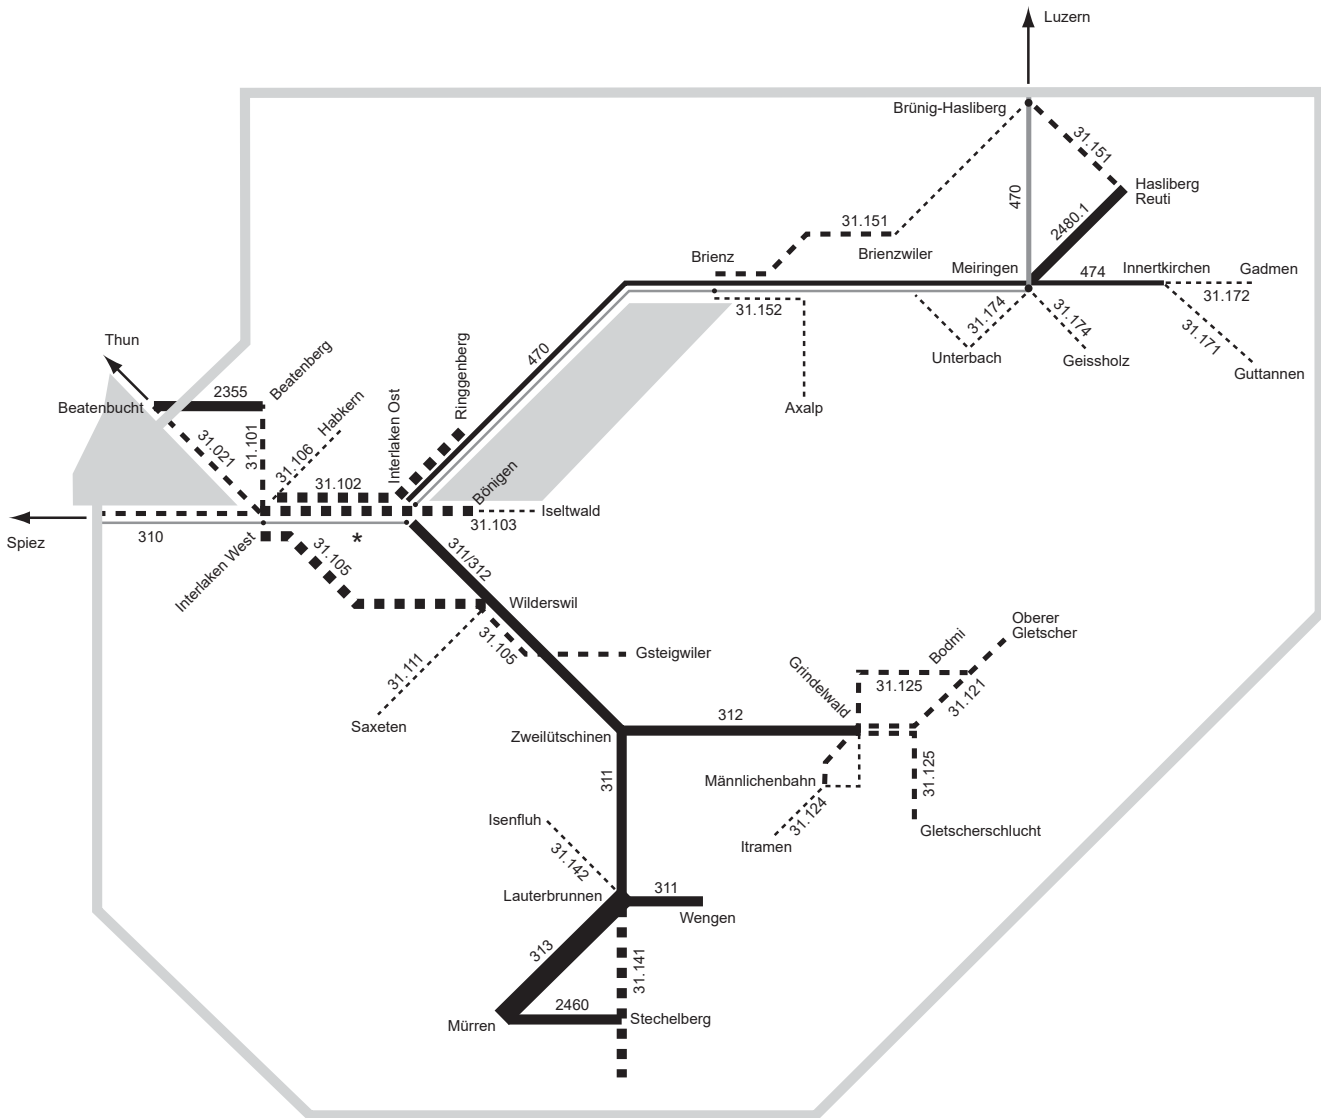 Luzern
Brünig-Hasliberg
31.151
470
Hasliberg
Reuti
2480.1
31.151
Brienzwiler
Brienz
Meiringen
474
Innertkirchen
Gadmen
31.172
31.152
31.174
31.174
31.171
Unterbach
Geissholz
Guttannen
Axalp
Thun
2355
Beatenberg
Beatenbucht
31.021
31.101
31.106
Habkern
Interlaken Ost
Ringgenberg
470
31.102
Bönigen
31.103
Iseltwald
Spiez
310
Interlaken West
*
31.105
311/312
Wilderswil
31.105
Gsteigwiler
31.111
Saxeten
Oberer
Gletscher
Bodmi
Grindelwald
31.125
31.121
312
Zweilütschinen
311
Männlichenbahn
31.125
31.124
Itramen
Gletscherschlucht
Isenfluh
31.142
Lauterbrunnen
311
Wengen
313
31.141
2460
Mürren
Stechelberg